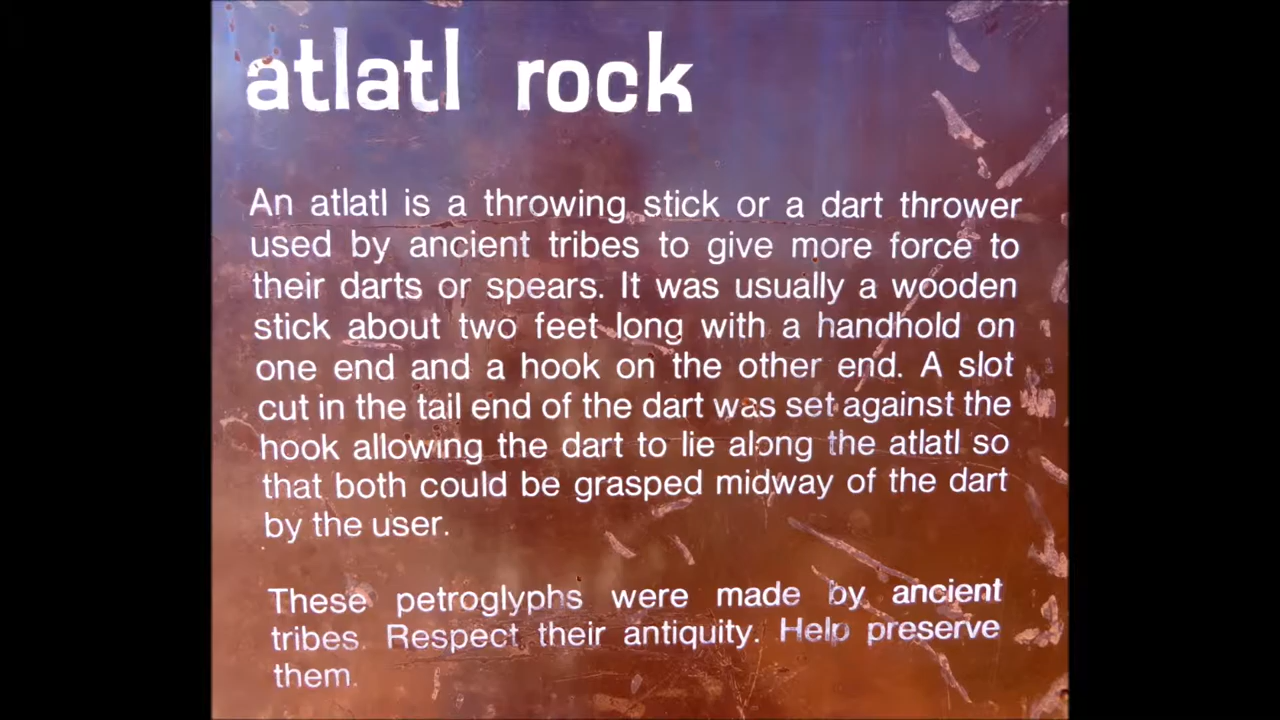 atlatl rock
An atlatl is a throwing stick or a dart thrower
used by ancient tribes to give more force to
their darts or spears. It was usually a wooden
stick about two feet long with a handhold on
one end and a hook on the other end. A slot
cut in the tail end of the dart was set against the
hook allowing the dart to lie along the atlatl so
that both could be grasped midway of the dart
by the user.
These petroglyphs were made by ancient
tribes. Respect their antiquity. Help preserve
them.